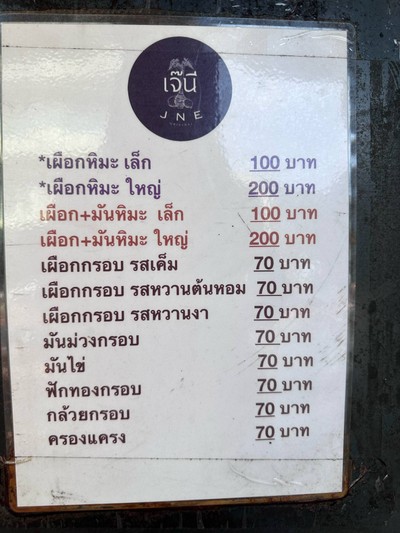 เจ๊นี
JNE
*เผือกหิมะ เล็ก 100 บาท
*เผือกหิมะ ใหญ่ 200 บาท
เผือก+มันหิมะ เล็ก 100 บาท
เผือก+มันหิมะ ใหญ่ 200 บาท
เผือกกรอบ รสเค็ม 70 บาท
เผือกกรอบ รสหวานต้นหอม 70 บาท
เผือกกรอบ รสหวานงา 70 บาท
มันม่วงกรอบ 70 บาท
มันไข่ 70 บาท
ฟักทองกรอบ 70 บาท
กล้วยกรอบ 70 บาท
ครองแครง 70 บาท